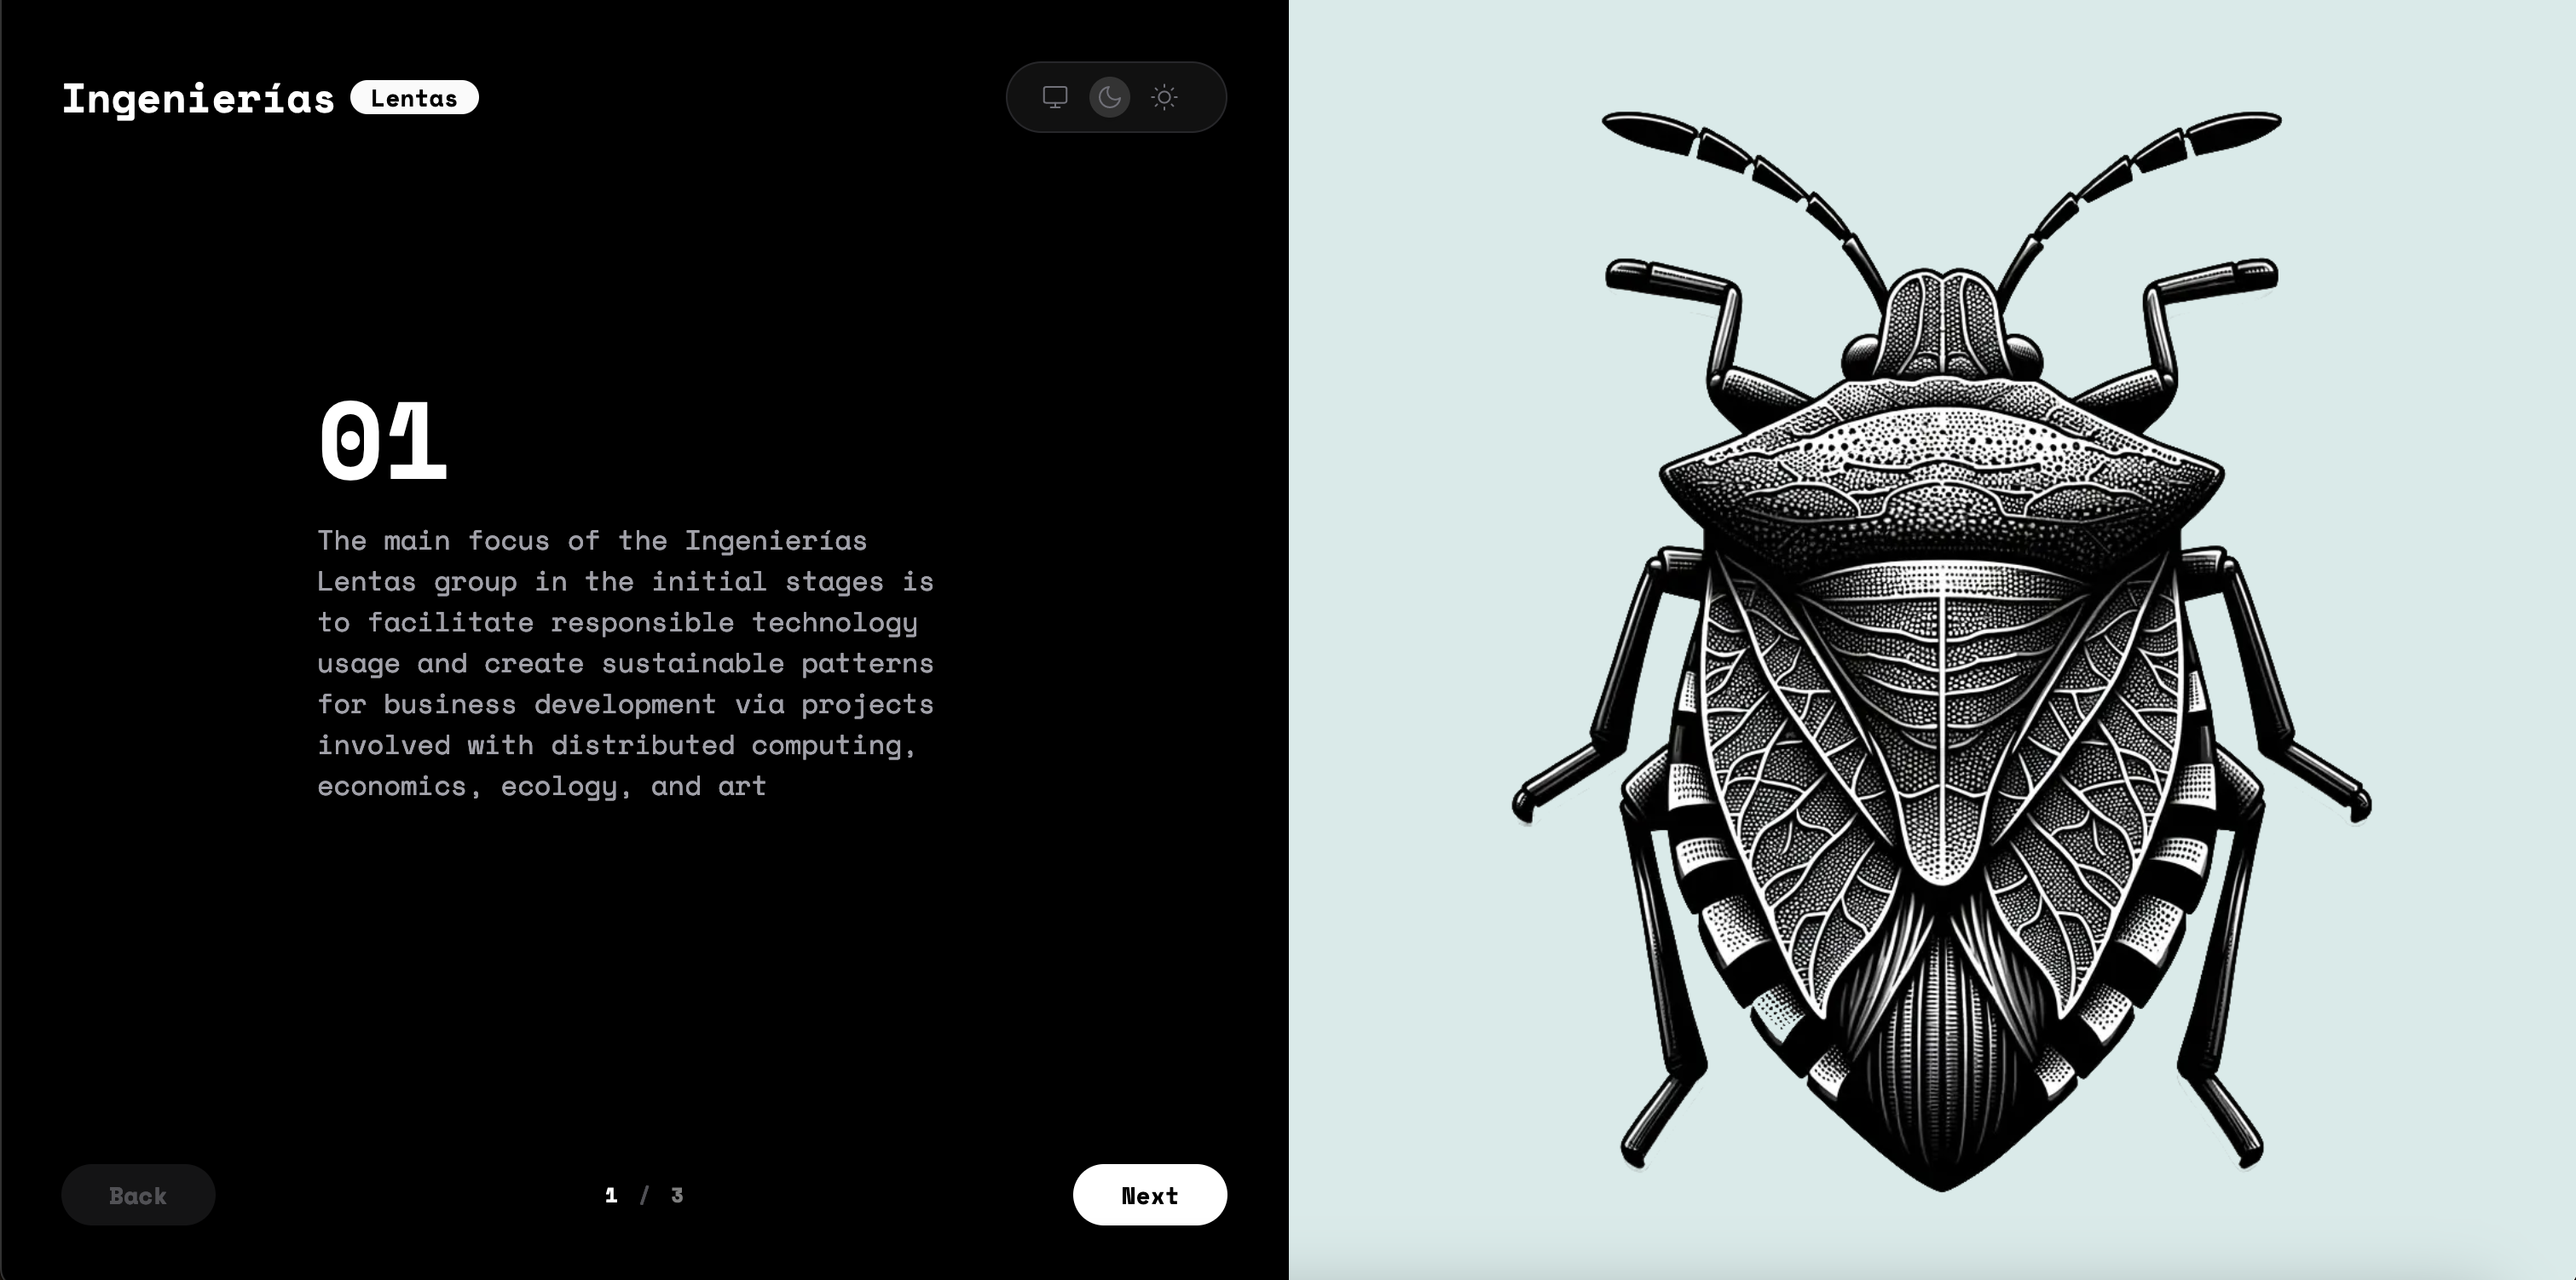 Ingenierías Lentas
01
The main focus of the Ingenierías
Lentas group in the initial stages is
to facilitate responsible technology
usage and create sustainable patterns
for business development via projects
involved with distributed computing,
economics, ecology, and art
Back
1 / 3
Next